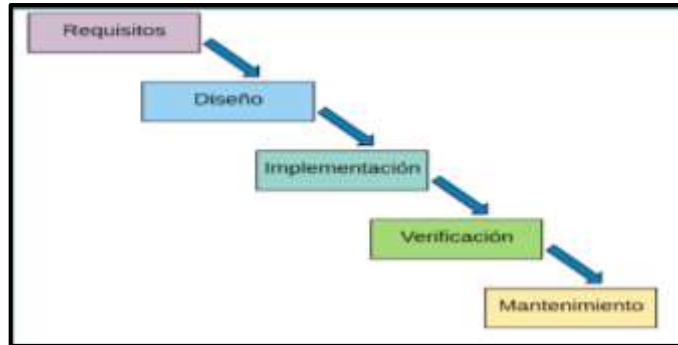 Requisitos
Diseño
Implementación
Verificación
Mantenimiento